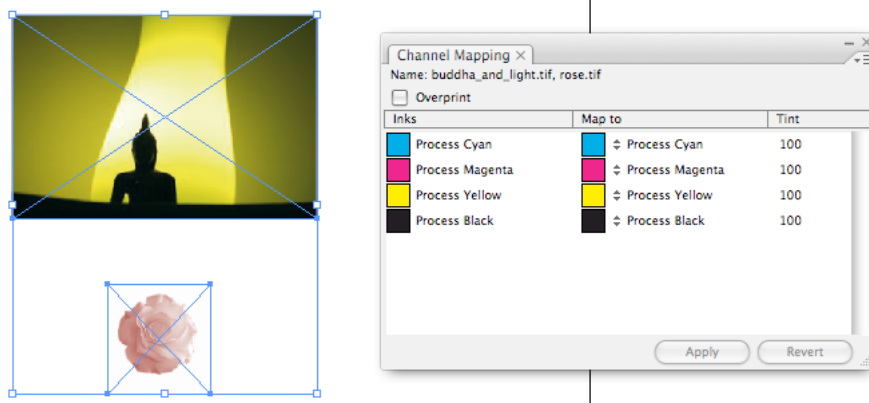 Channel Mapping
Name: buddha_and_light.tif, rose.tif
Overprint
Inks Map to Tint
Process Cyan Process Cyan 100
Process Magenta Process Magenta 100
Process Yellow Process Yellow 100
Process Black Process Black 100
Apply Revert